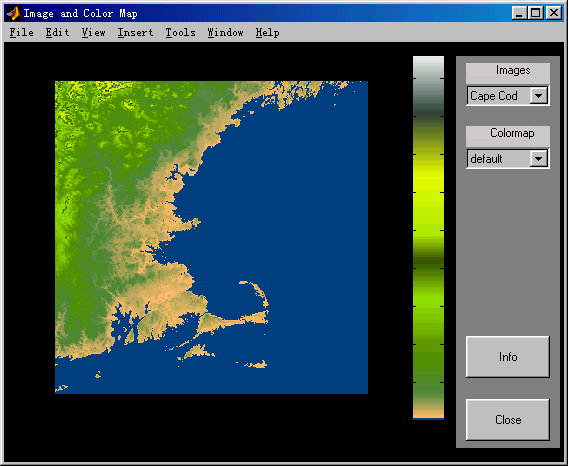 Image and Color Map
File Edit View Insert Tools Window Help
Images
Cape Cod
Colormap
default
Info
Close